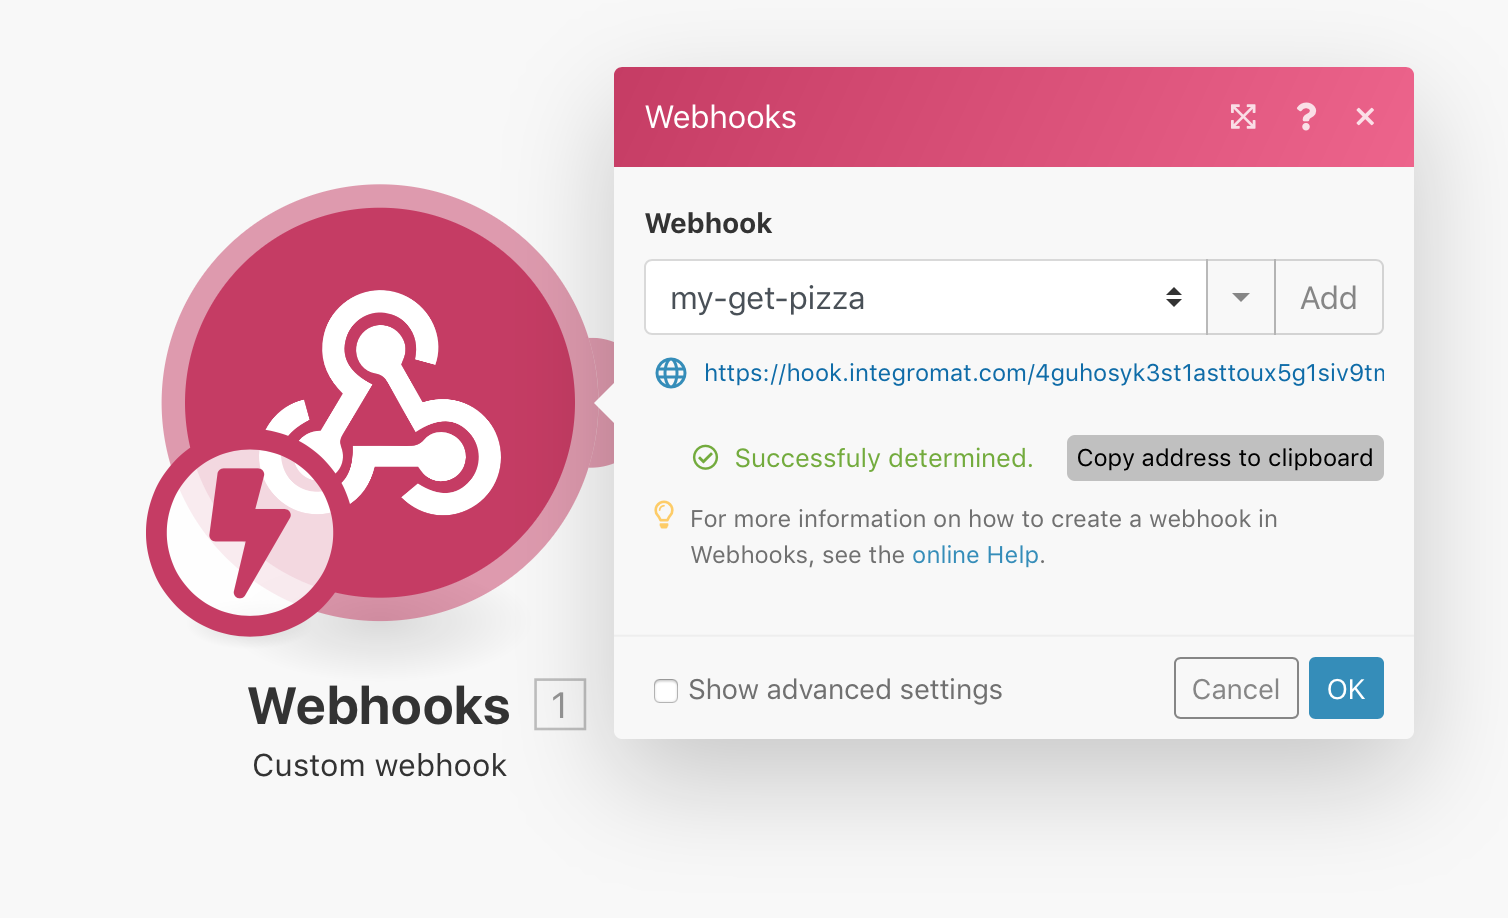 Webhooks
Webhook
my-get-pizza
Add
https://hook.integromat.com/4guhosyk3st1asttoux5g1siv9tn
Successfuly determined.
Copy address to clipboard
For more information on how to create a webhook in
Webhooks, see the online Help.
Show advanced settings
Cancel
OK
Webhooks 1
Custom webhook